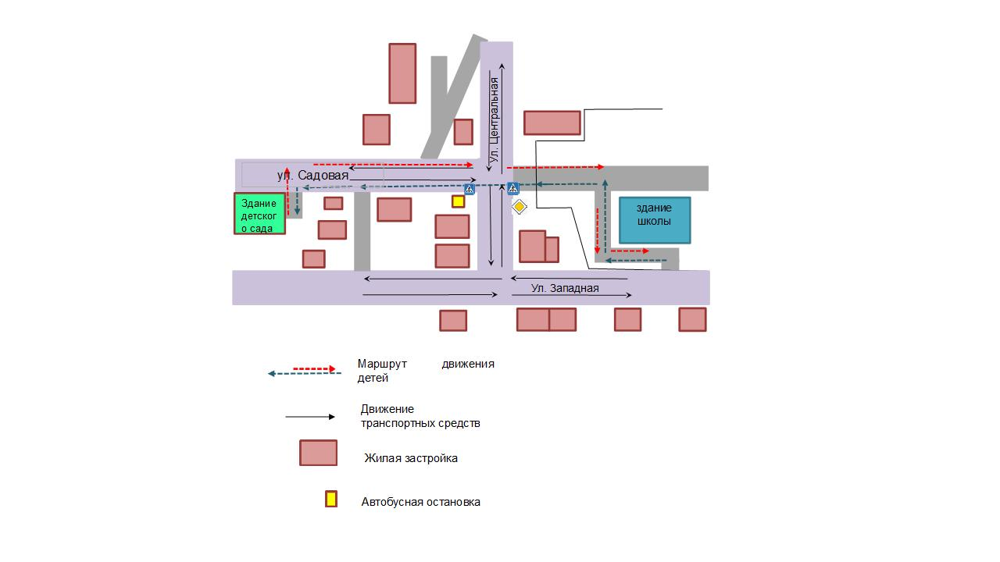 Ул. Центральная
ул. Садовая
Здание
детског
о сада
здание
школы
Ул. Западная
Маршрут движения
детей
Движение
транспортных средств
Жилая застройка
Автобусная остановка